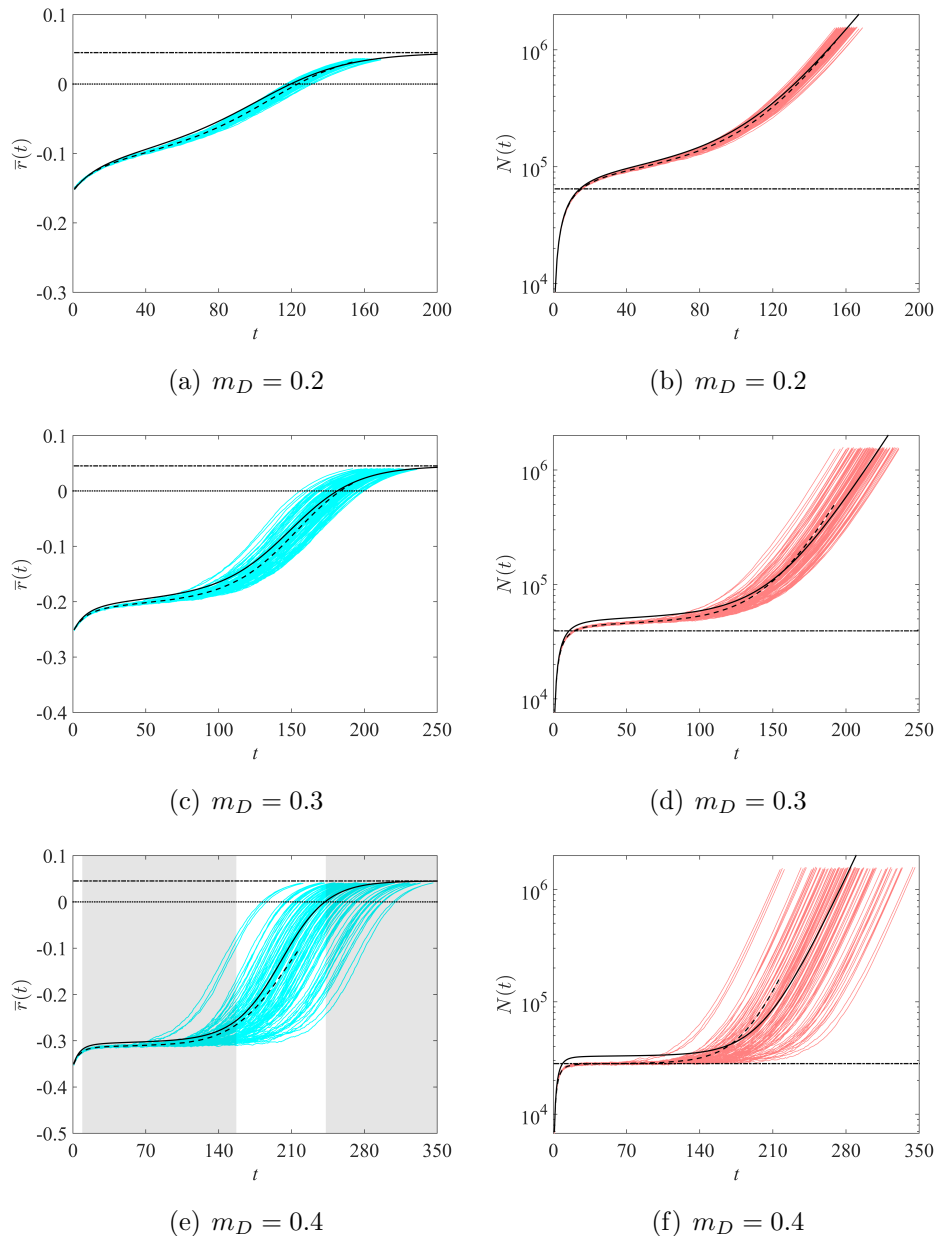 0.1
0
-0.1
-0.2
-0.3
r̅(t)
0 40 80 120 160 200
t
(a) m_D = 0.2
10^6
10^5
10^4
N(t)
0 40 80 120 160 200
t
(b) m_D = 0.2
0.1
0
-0.1
-0.2
-0.3
-0.4
r̅(t)
0 50 100 150 200 250
t
(c) m_D = 0.3
10^6
10^5
10^4
N(t)
0 50 100 150 200 250
t
(d) m_D = 0.3
0.1
0
-0.1
-0.2
-0.3
-0.4
-0.5
r̅(t)
0 70 140 210 280 350
t
(e) m_D = 0.4
10^6
10^5
10^4
N(t)
0 70 140 210 280 350
t
(f) m_D = 0.4